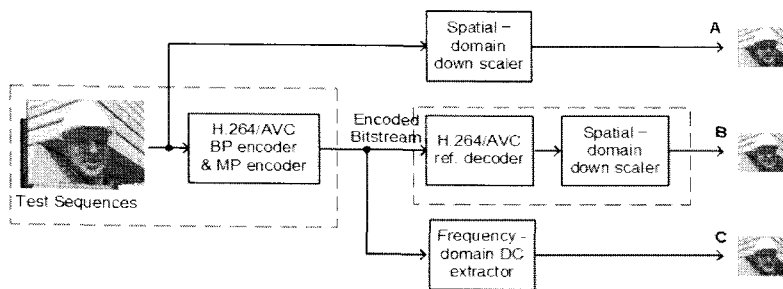 Spatial –
domain
down scaler
A
H.264/AVC
BP encoder
& MP encoder
Encoded
Bitstream
H.264/AVC
ref. decoder
Spatial –
domain
down scaler
B
Test Sequences
Frequency -
domain DC
extractor
C